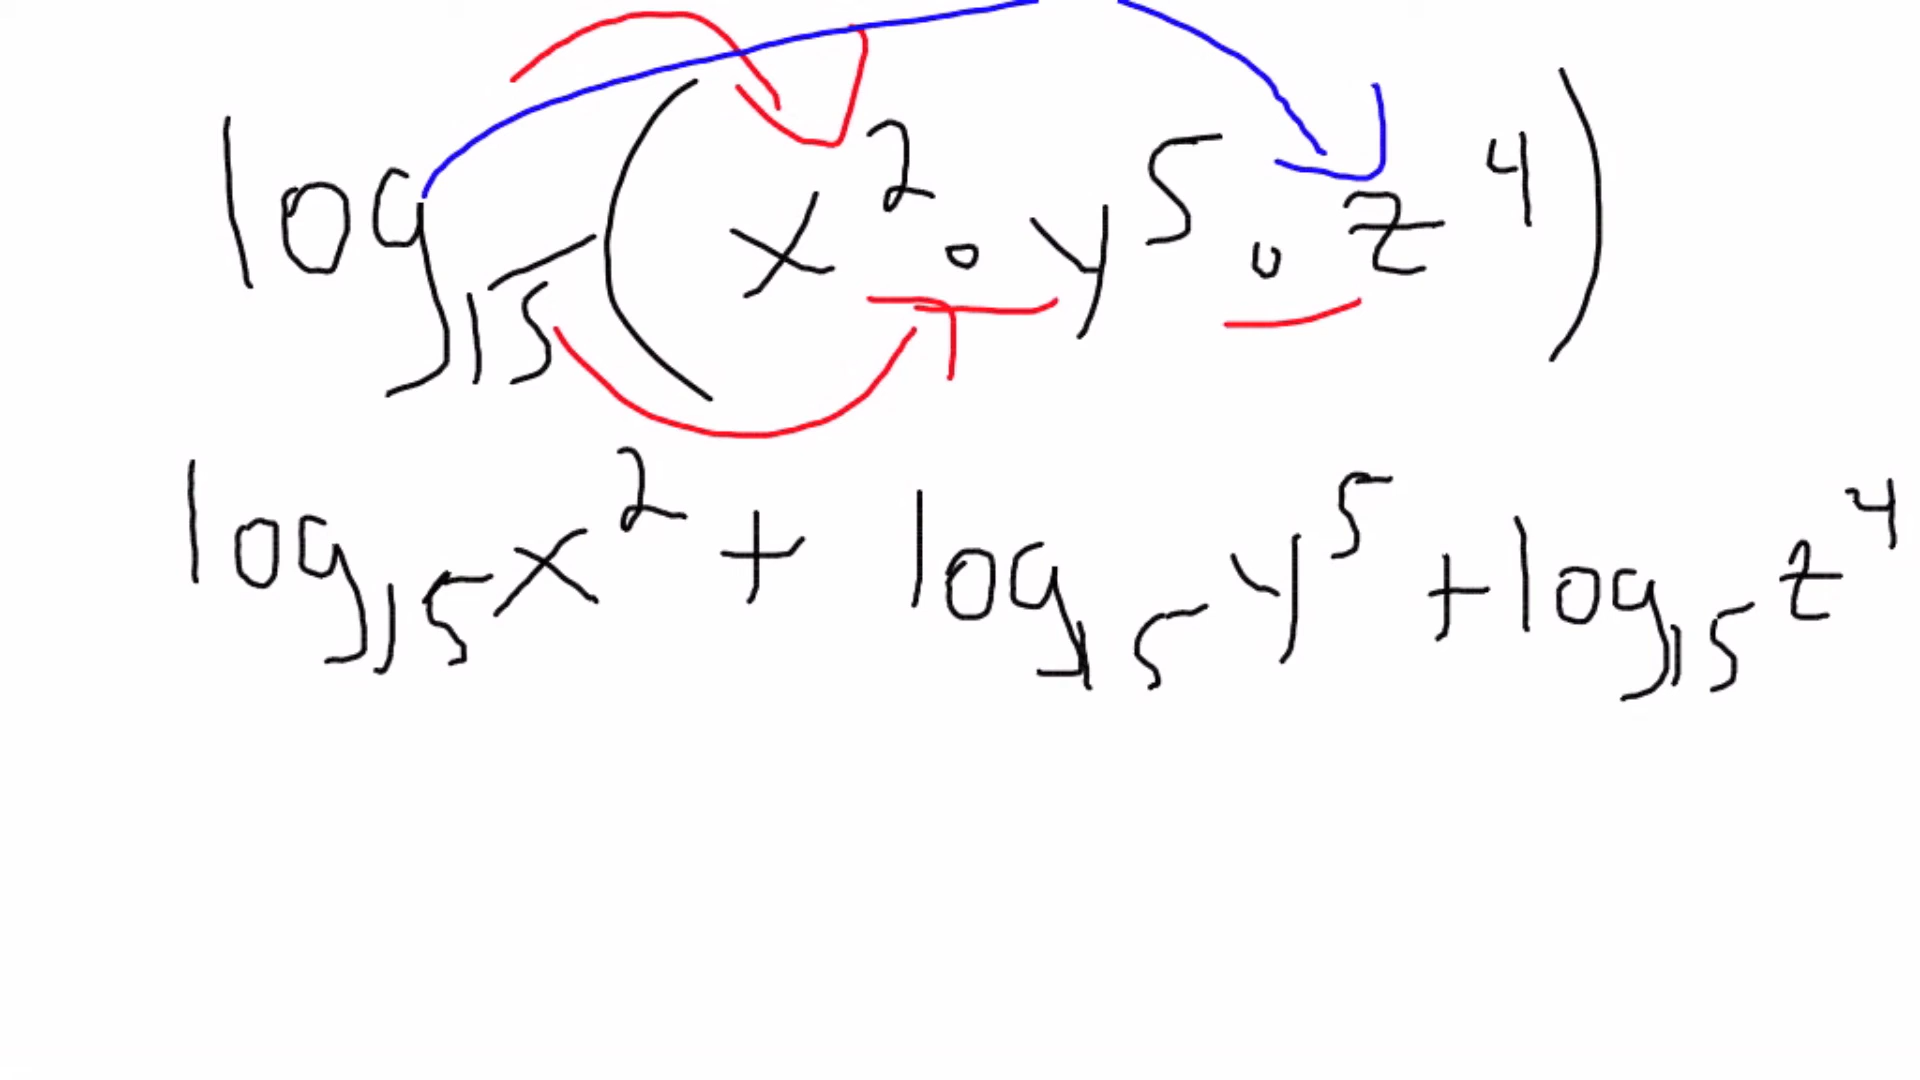 log₁₅(x² · y⁵ · z⁴)
log₁₅x² + log₁₅y⁵ + log₁₅z⁴